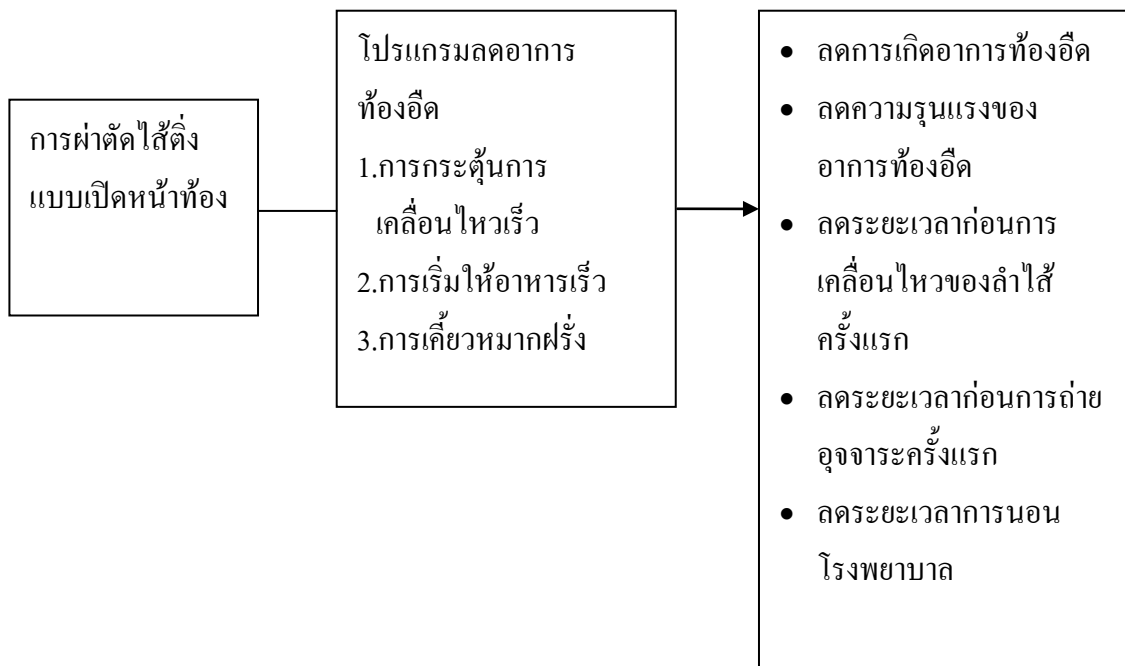 การผ่าตัดไส้ติ่ง
แบบเปิดหน้าท้อง
โปรแกรมลดอาการ
ท้องอืด
1.การกระตุ้นการ
เคลื่อนไหวเร็ว
2.การเริ่มให้อาหารเร็ว
3.การเคี้ยวหมากฝรั่ง
• ลดการเกิดอาการท้องอืด
• ลดความรุนแรงของ
อาการท้องอืด
• ลดระยะเวลาก่อนการ
เคลื่อนไหวของลำไส้
ครั้งแรก
• ลดระยะเวลาก่อนการถ่าย
อุจจาระครั้งแรก
• ลดระยะเวลาการนอน
โรงพยาบาล